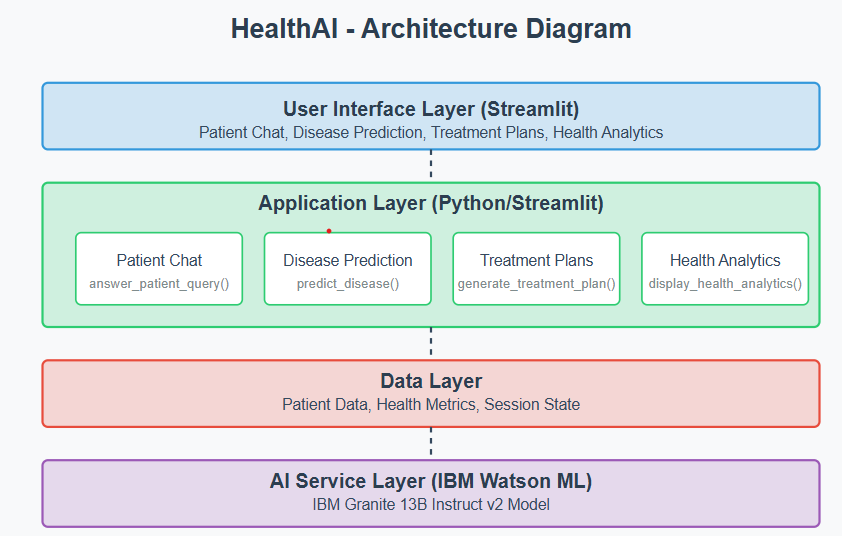 HealthAI - Architecture Diagram
User Interface Layer (Streamlit)
Patient Chat, Disease Prediction, Treatment Plans, Health Analytics
Application Layer (Python/Streamlit)
Patient Chat
answer_patient_query()
Disease Prediction
predict_disease()
Treatment Plans
generate_treatment_plan()
Health Analytics
display_health_analytics()
Data Layer
Patient Data, Health Metrics, Session State
AI Service Layer (IBM Watson ML)
IBM Granite 13B Instruct v2 Model